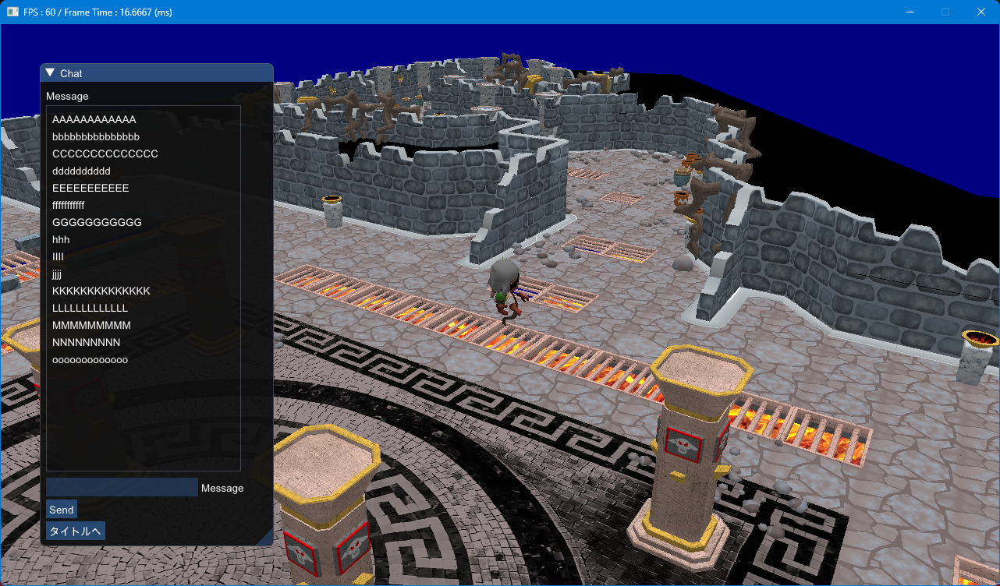 FPS : 60 / Frame Time : 16.6667 (ms)
Chat
Message
AAAAAAAAAAAA
bbbbbbbbbbbbbbb
CCCCCCCCCCCCCC
dddddddddd
EEEEEEEEEEE
fffffffffff
GGGGGGGGGGG
hhh
IIII
jjjj
KKKKKKKKKKKKKK
LLLLLLLLLLLLL
MMMMMMMMM
NNNNNNNNN
ooooooooooooo
Message
Send
タイトルへ